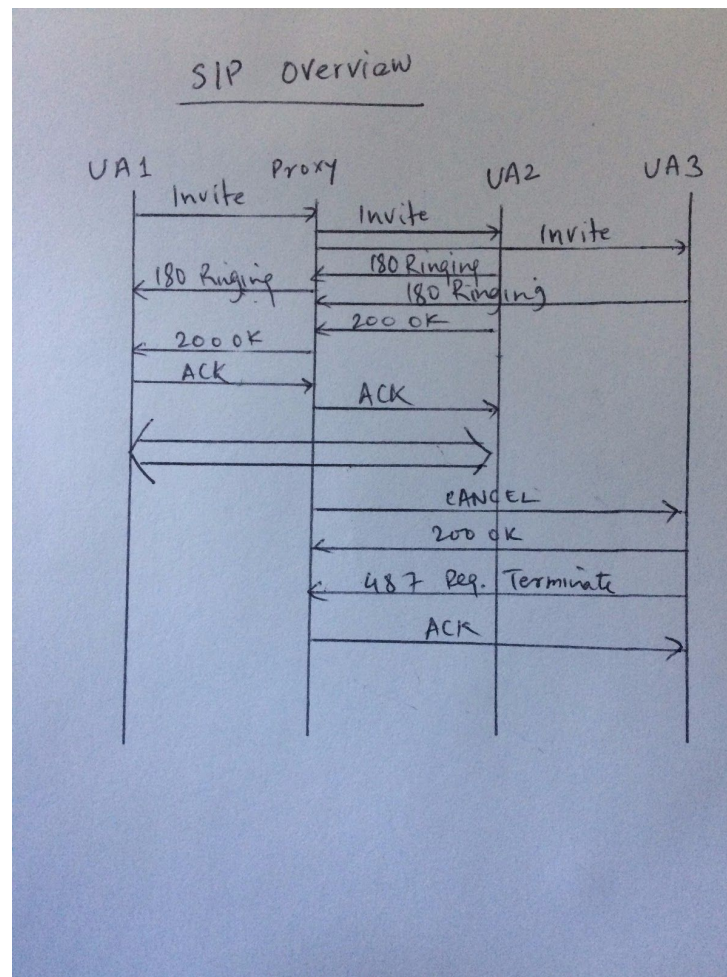 SIP Overview
UA1 Proxy UA2 UA3
Invite
Invite
Invite
180 Ringing
180 Ringing
180 Ringing
200 OK
200 OK
ACK
ACK
CANCEL
200 OK
487 Req. Terminate
ACK